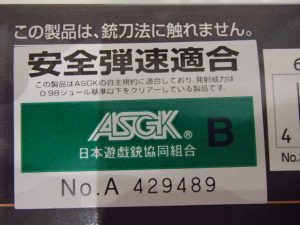 この製品は、銃刀法に触れません。
安全弾速適合
この製品はASGKの自主規約に適合しており、発射威力は
0.98ジュール基準以下をクリアーしている製品です。
ASGK® B
日本遊戯銃協同組合
No.A 429489
6
4